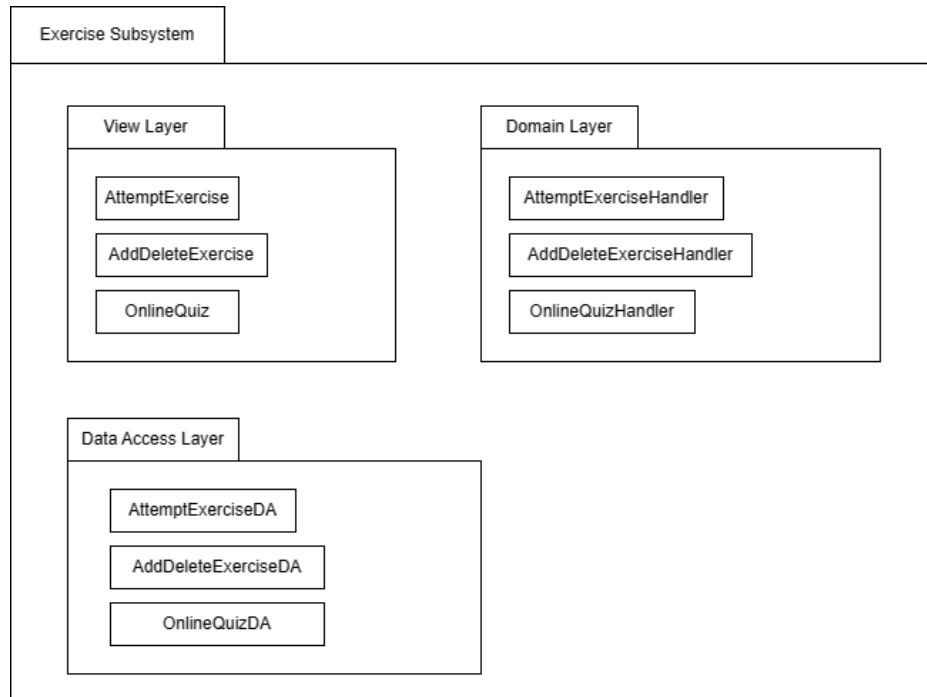 Exercise Subsystem
View Layer
AttemptExercise
AddDeleteExercise
OnlineQuiz
Domain Layer
AttemptExerciseHandler
AddDeleteExerciseHandler
OnlineQuizHandler
Data Access Layer
AttemptExerciseDA
AddDeleteExerciseDA
OnlineQuizDA